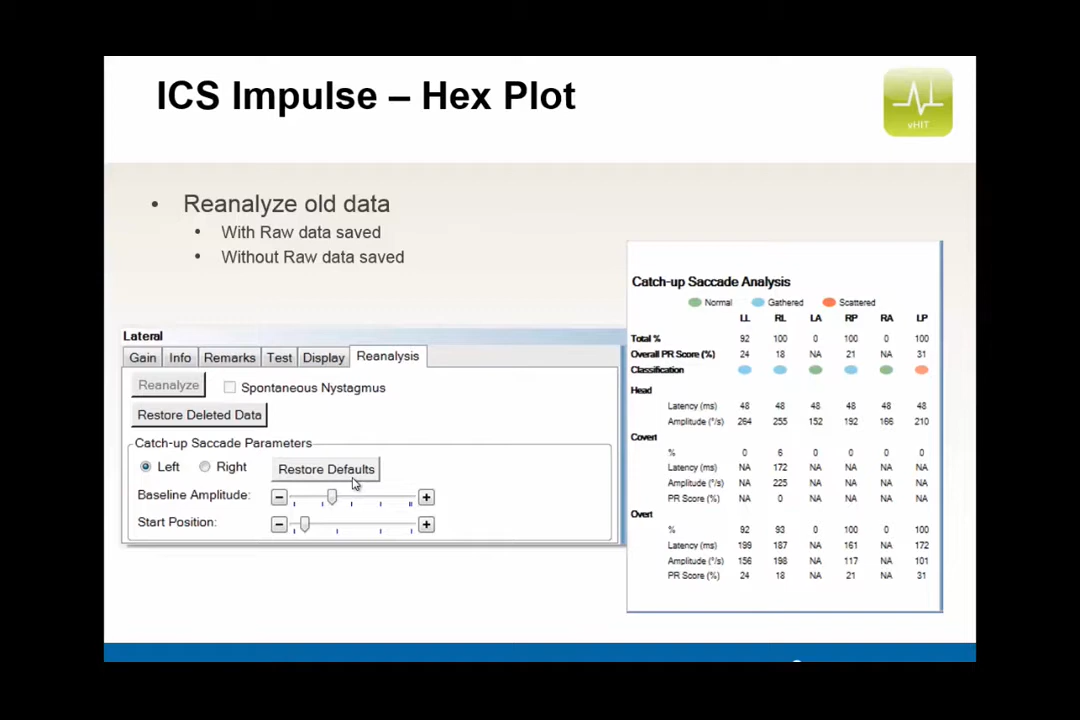 ICS Impulse – Hex Plot
vHIT
• Reanalyze old data
• With Raw data saved
• Without Raw data saved
Lateral
Gain Info Remarks Test Display Reanalysis
Reanalyze Spontaneous Nystagmus
Restore Deleted Data
Catch-up Saccade Parameters
Left Right Restore Defaults
Baseline Amplitude: − +
Start Position: − +
Catch-up Saccade Analysis
Normal Gathered Scattered
LL RL LA RP RA LP
Total % 92 100 0 100 0 100
Overall PR Score (%) 24 18 NA 21 NA 31
Classification
Head
Latency (ms) 48 48 48 48 48 48
Amplitude (°/s) 264 255 152 192 166 210
Covert
% 0 6 0 0 0 0
Latency (ms) NA 172 NA NA NA NA
Amplitude (°/s) NA 225 NA NA NA NA
PR Score (%) NA 0 NA NA NA NA
Overt
% 92 93 0 100 0 100
Latency (ms) 199 187 NA 161 NA 172
Amplitude (°/s) 156 198 NA 117 NA 101
PR Score (%) 24 18 NA 21 NA 31